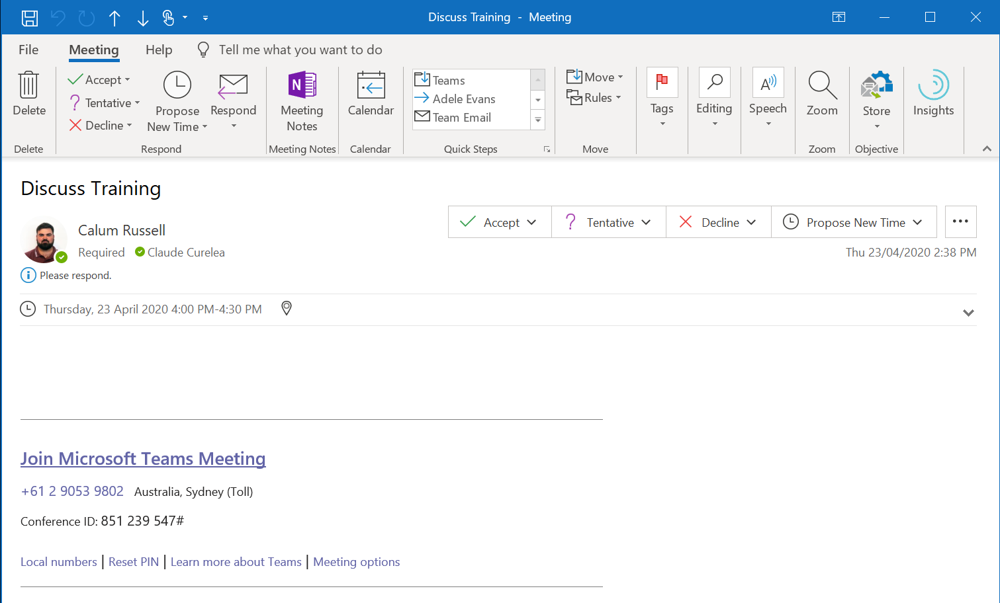 Discuss Training - Meeting
File Meeting Help Tell me what you want to do
Delete
Accept
Tentative
Decline
Propose New Time
Respond
Meeting Notes
Calendar
Teams
Adele Evans
Team Email
Move
Rules
Tags
Editing
A
Speech
Zoom
Store
Insights
Delete Respond Meeting Notes Calendar Quick Steps Move Zoom Objective
Discuss Training
Calum Russell
Accept Tentative Decline Propose New Time
Required Claude Curelea
Thu 23/04/2020 2:38 PM
Please respond.
Thursday, 23 April 2020 4:00 PM-4:30 PM
Join Microsoft Teams Meeting
+61 2 9053 9802 Australia, Sydney (Toll)
Conference ID: 851 239 547#
Local numbers | Reset PIN | Learn more about Teams | Meeting options